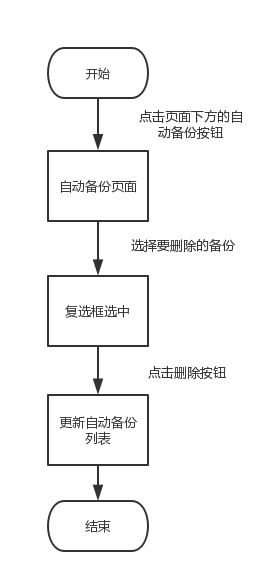 开始
点击页面下方的自
动备份按钮
自动备份页面
选择要删除的备份
复选框选中
点击删除按钮
更新自动备份
列表
结束